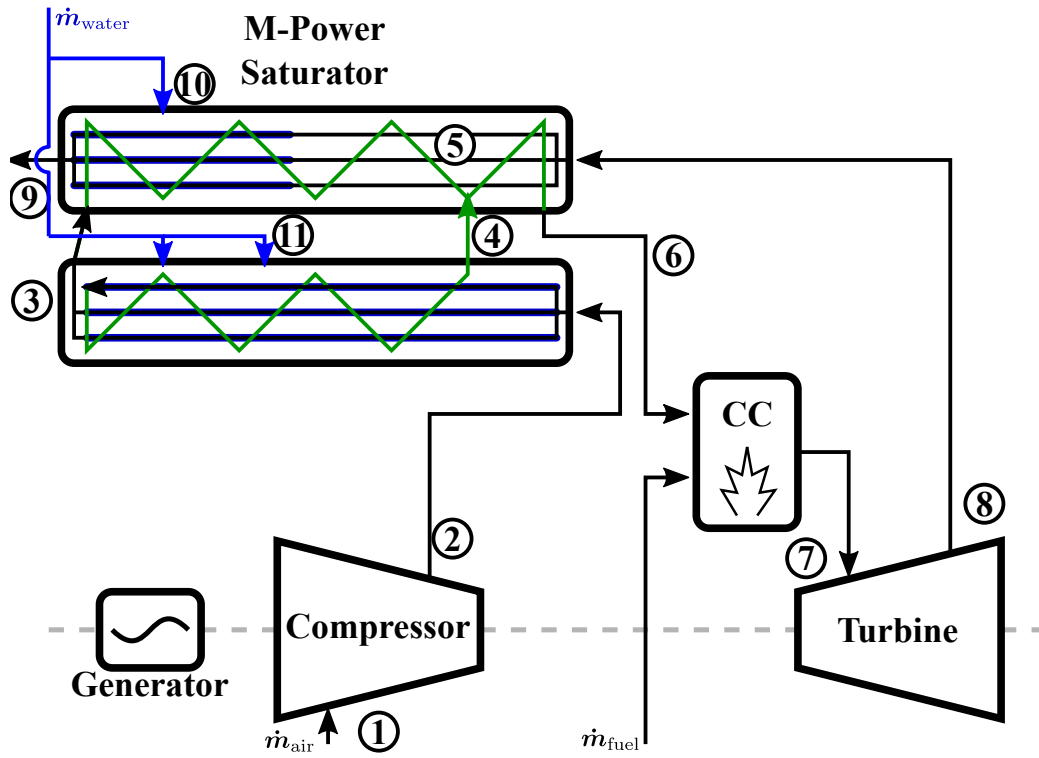 ṁwater
M-Power
Saturator
10
5
9
11
4
6
3
CC
2
8
7
Compressor
Turbine
Generator
ṁair
1
ṁfuel